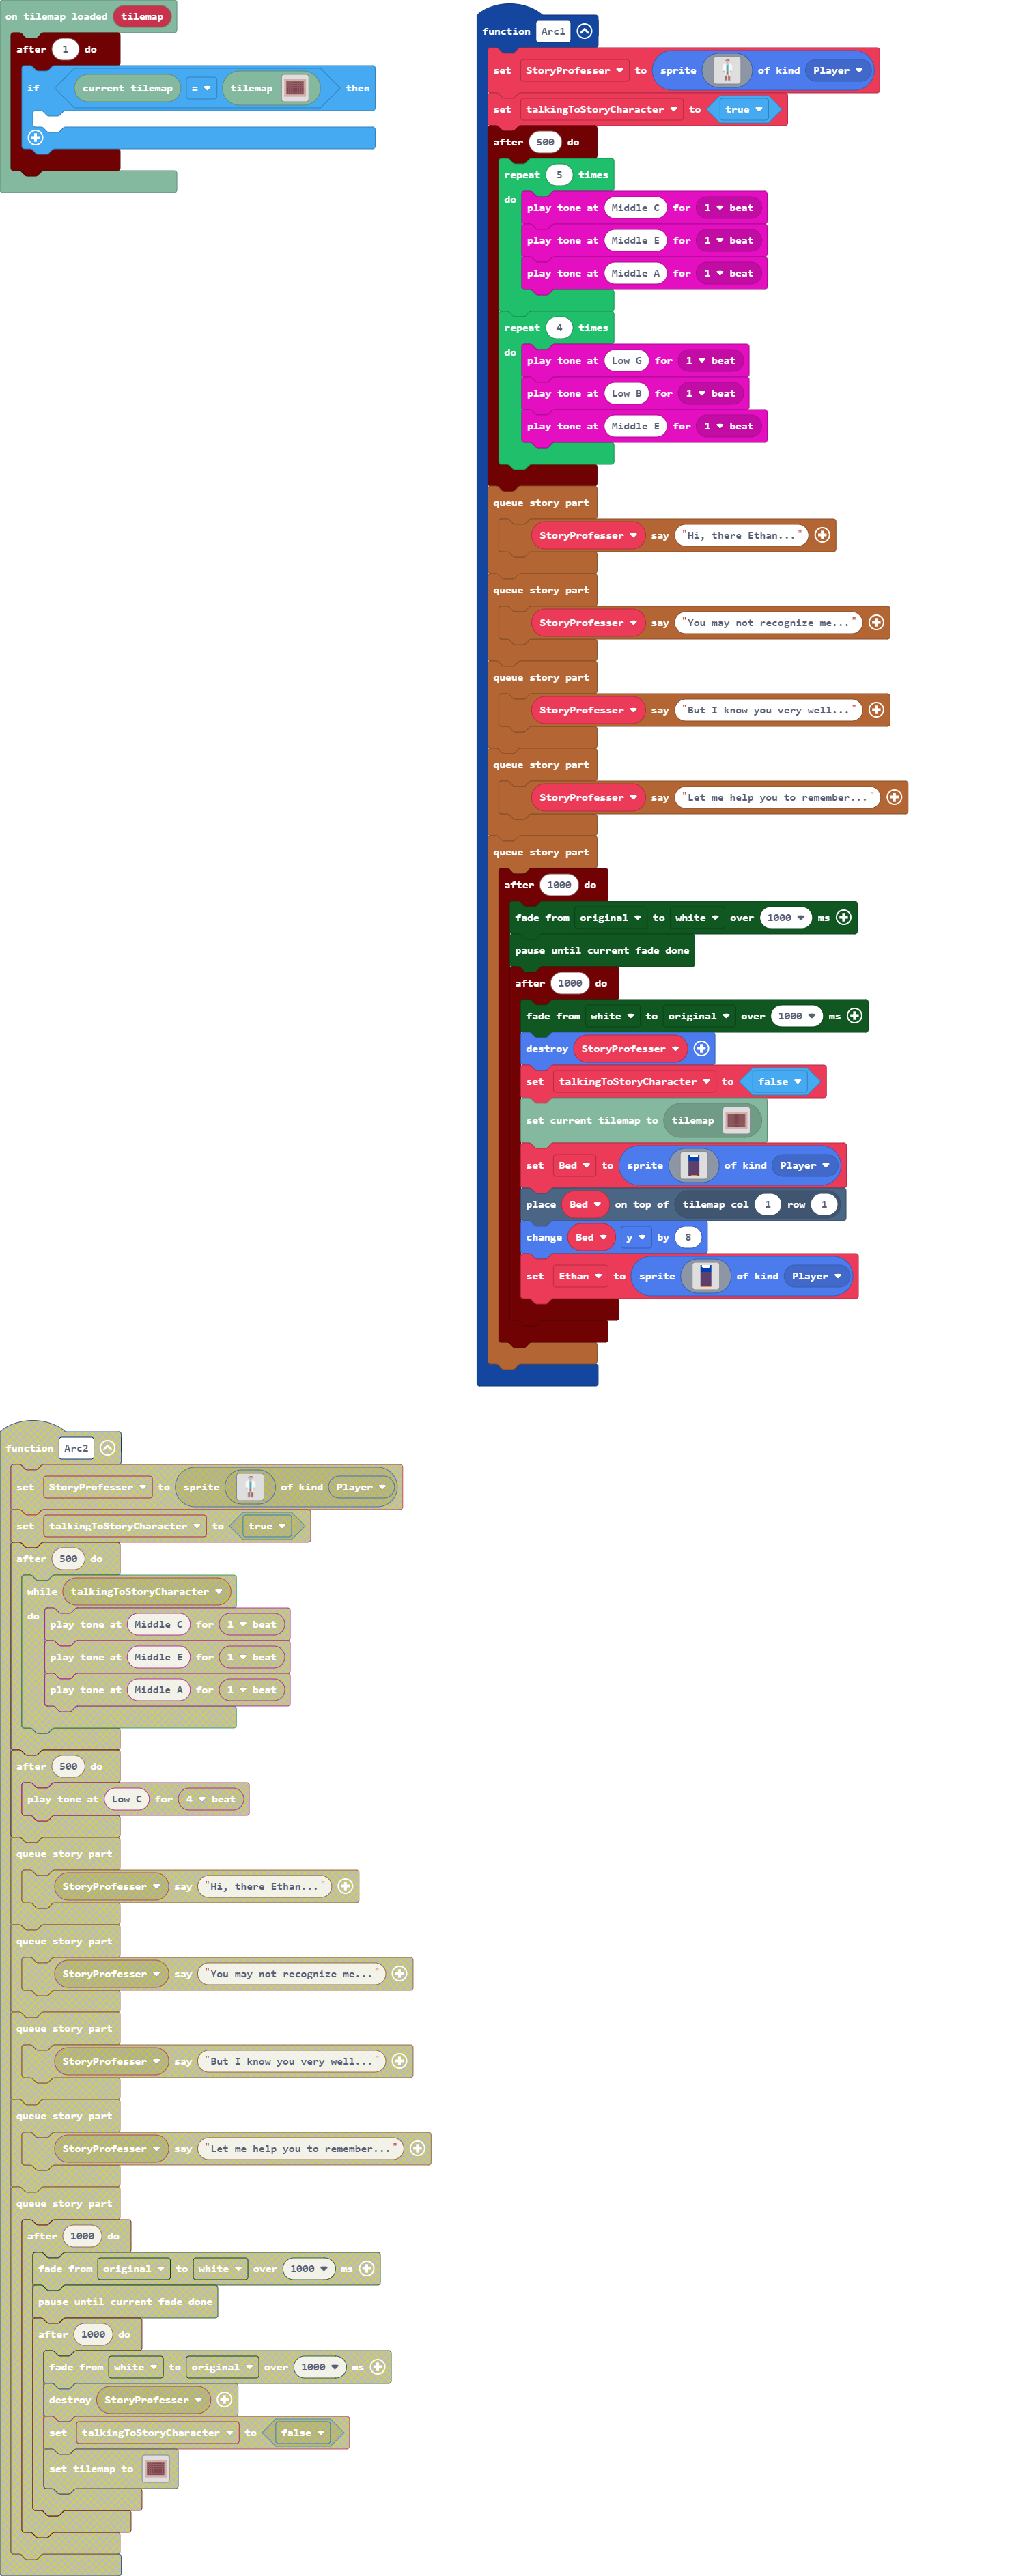 on tilemap loaded tilemap
after 1 do
if current tilemap = tilemap then
function Arc1
set StoryProfesser to sprite of kind Player
set talkingToStoryCharacter to true
after 500 do
repeat 5 times
do
play tone at Middle C for 1 beat
play tone at Middle E for 1 beat
play tone at Middle A for 1 beat
repeat 4 times
do
play tone at Low G for 1 beat
play tone at Low B for 1 beat
play tone at Middle E for 1 beat
queue story part
StoryProfesser say "Hi, there Ethan..."
queue story part
StoryProfesser say "You may not recognize me..."
queue story part
StoryProfesser say "But I know you very well..."
queue story part
StoryProfesser say "Let me help you to remember..."
queue story part
after 1000 do
fade from original to white over 1000 ms
pause until current fade done
after 1000 do
fade from white to original over 1000 ms
destroy StoryProfesser
set talkingToStoryCharacter to false
set current tilemap to tilemap
set Bed to sprite of kind Player
place Bed on top of tilemap col 1 row 1
change Bed y by 8
set Ethan to sprite of kind Player
function Arc2
set StoryProfesser to sprite of kind Player
set talkingToStoryCharacter to true
after 500 do
while talkingToStoryCharacter
do
play tone at Middle C for 1 beat
play tone at Middle E for 1 beat
play tone at Middle A for 1 beat
after 500 do
play tone at Low C for 4 beat
queue story part
StoryProfesser say "Hi, there Ethan..."
queue story part
StoryProfesser say "You may not recognize me..."
queue story part
StoryProfesser say "But I know you very well..."
queue story part
StoryProfesser say "Let me help you to remember..."
queue story part
after 1000 do
fade from original to white over 1000 ms
pause until current fade done
after 1000 do
fade from white to original over 1000 ms
destroy StoryProfesser
set talkingToStoryCharacter to false
set tilemap to